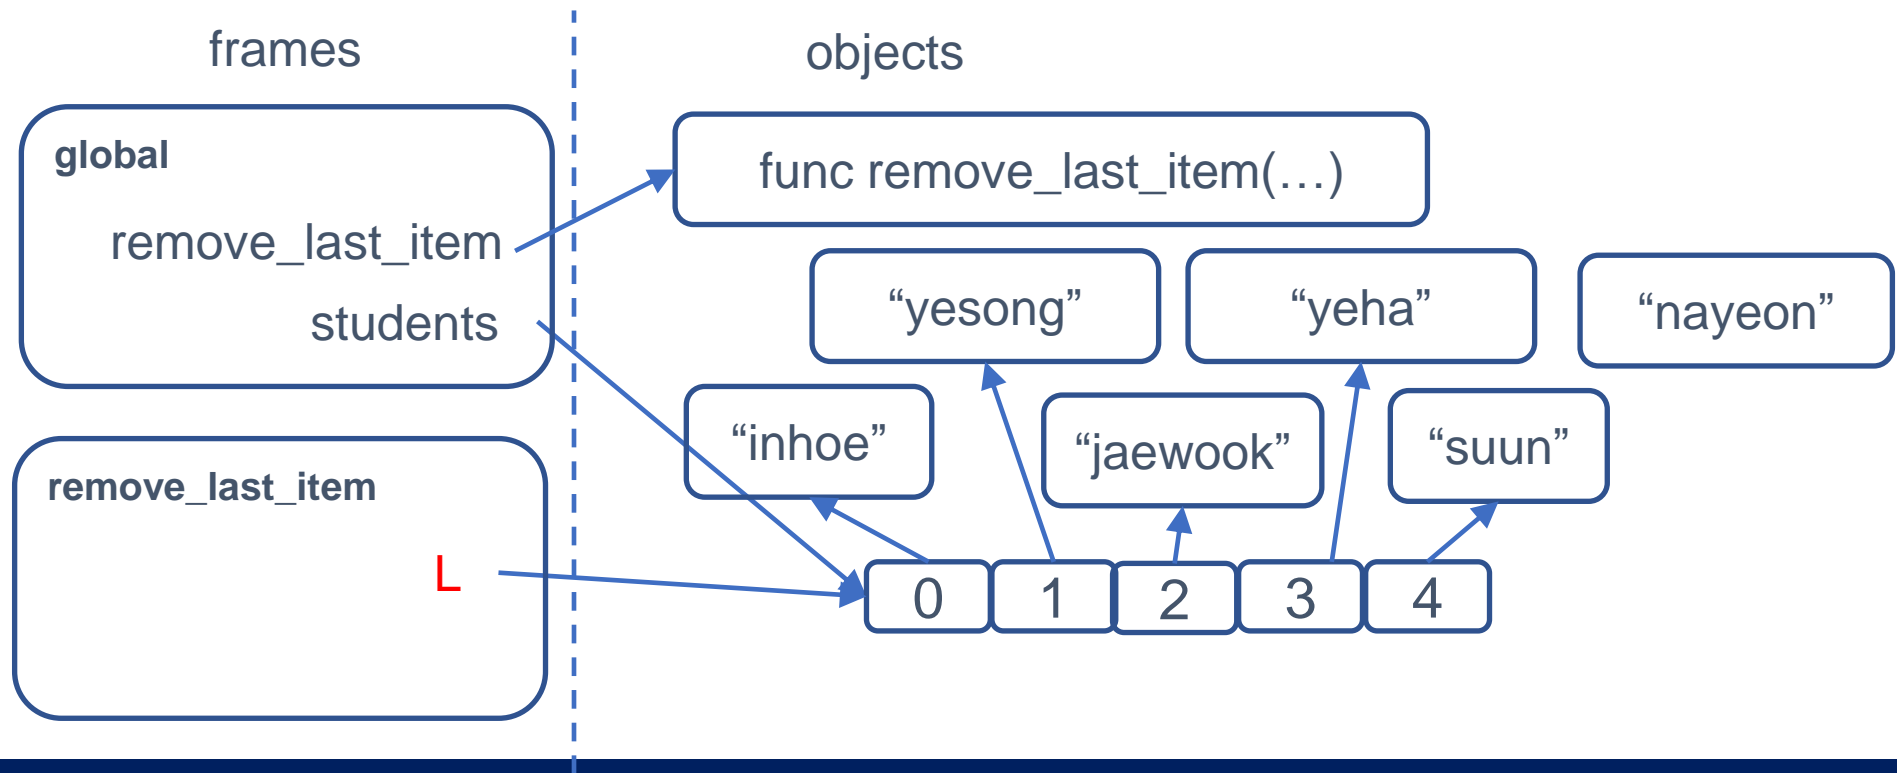 frames
objects
global
func remove_last_item(…)
remove_last_item
students
“yesong”
“yeha”
“nayeon”
“inhoe”
“jaewook”
“suun”
remove_last_item
L
0 1 2 3 4